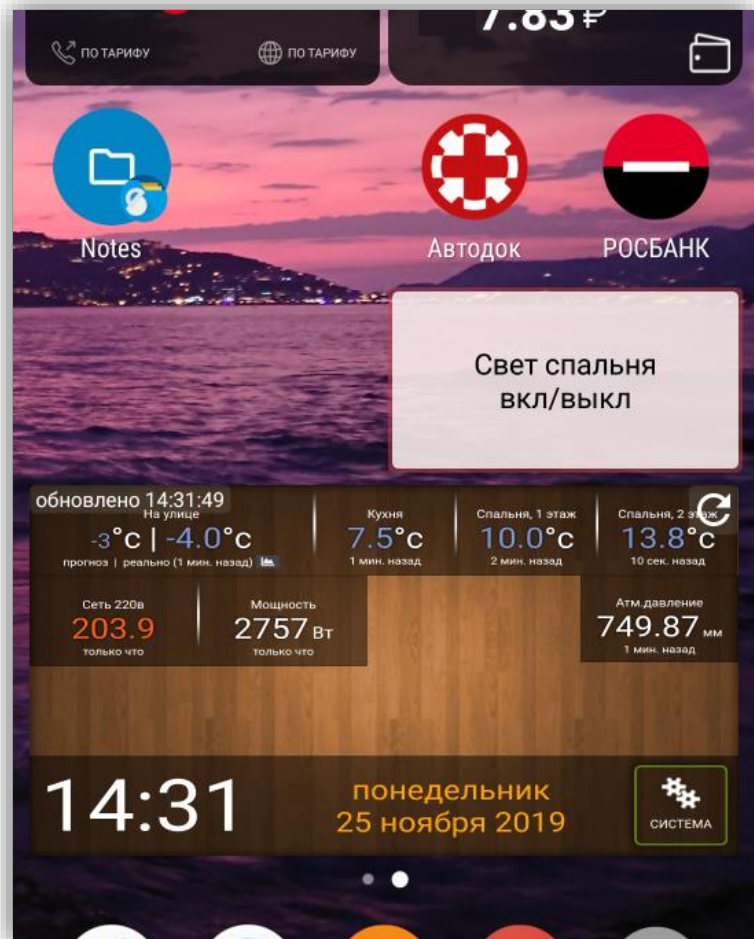 7.83 ₽
ПО ТАРИФУ
ПО ТАРИФУ
Notes
Автодок
РОСБАНК
Свет спальня
вкл/выкл
обновлено 14:31:49
На улице
-3°C | -4.0°C
прогноз | реально (1 мин. назад)
Кухня
7.5°C
1 мин. назад
Спальня, 1 этаж
10.0°C
2 мин. назад
Спальня, 2 этаж
13.8°C
10 сек. назад
Сеть 220в
203.9
только что
Мощность
2757 Вт
только что
Атм.давление
749.87 мм
1 мин. назад
14:31
понедельник
25 ноября 2019
СИСТЕМА